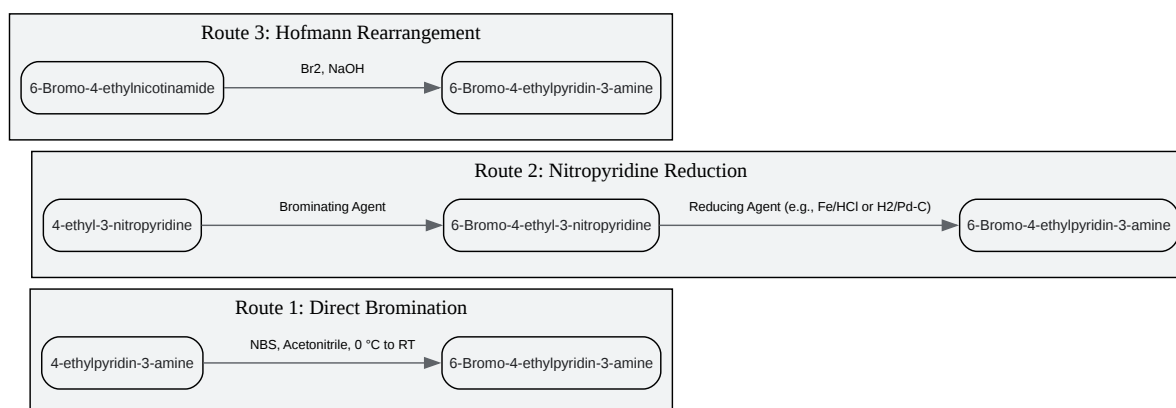 Route 3: Hofmann Rearrangement
6-Bromo-4-ethylnicotinamide
Br2, NaOH
6-Bromo-4-ethylpyridin-3-amine
Route 2: Nitropyridine Reduction
4-ethyl-3-nitropyridine
Brominating Agent
6-Bromo-4-ethyl-3-nitropyridine
Reducing Agent (e.g., Fe/HCl or H2/Pd-C)
6-Bromo-4-ethylpyridin-3-amine
Route 1: Direct Bromination
4-ethylpyridin-3-amine
NBS, Acetonitrile, 0 °C to RT
6-Bromo-4-ethylpyridin-3-amine